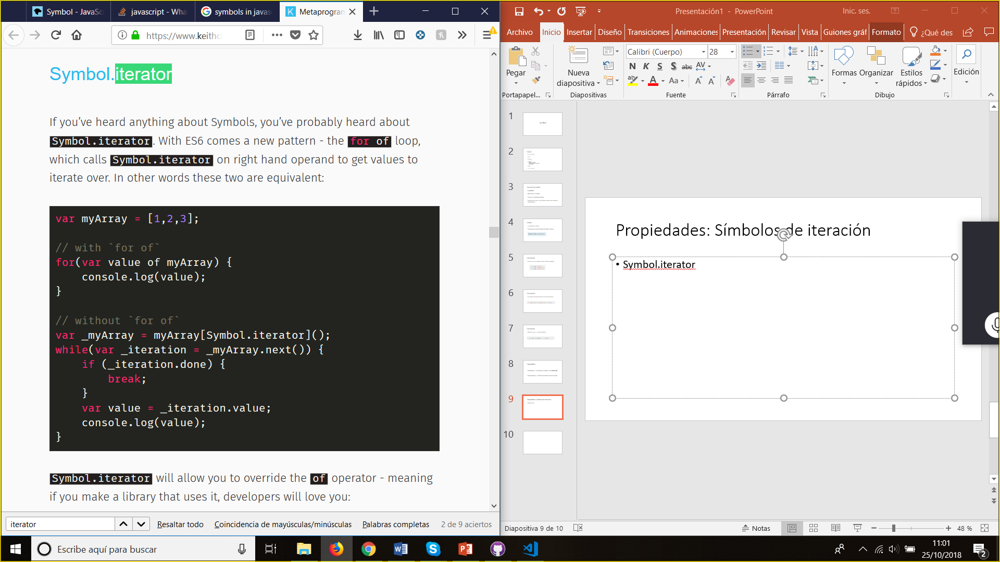 Symbol - JavaSc
javascript - Wha
symbols in javas
Metaprogram
https://www.keithci
Symbol.iterator
If you’ve heard anything about Symbols, you’ve probably heard about
Symbol.iterator. With ES6 comes a new pattern - the for of loop,
which calls Symbol.iterator on right hand operand to get values to
iterate over. In other words these two are equivalent:
var myArray = [1,2,3];
// with `for of`
for(var value of myArray) {
console.log(value);
}
// without `for of`
var _myArray = myArray[Symbol.iterator]();
while(var _iteration = _myArray.next()) {
if (_iteration.done) {
break;
}
var value = _iteration.value;
console.log(value);
}
Symbol.iterator will allow you to override the of operator - meaning
if you make a library that uses it, developers will love you:
iterator
Resaltar todo
Coincidencia de mayúsculas/minúsculas
Palabras completas
2 de 9 aciertos
Presentación1 - PowerPoint
Inic. ses.
Archivo
Inicio
Insertar
Diseño
Transiciones
Animaciones
Presentación
Revisar
Vista
Guiones gráf
Formato
¿Qué des
Pegar
Nueva
diapositiva
Calibri (Cuerpo)
28
N K S S abc AV
Aa
Formas
Organizar
Estilos
rápidos
Edición
Portapapel...
Diapositivas
Fuente
Párrafo
Dibujo
1
2
3
4
5
6
7
8
9
10
Propiedades: Símbolos de iteración
• Symbol.iterator
Diapositiva 9 de 10
Notas
48 %
Escribe aquí para buscar
11:01
25/10/2018
2